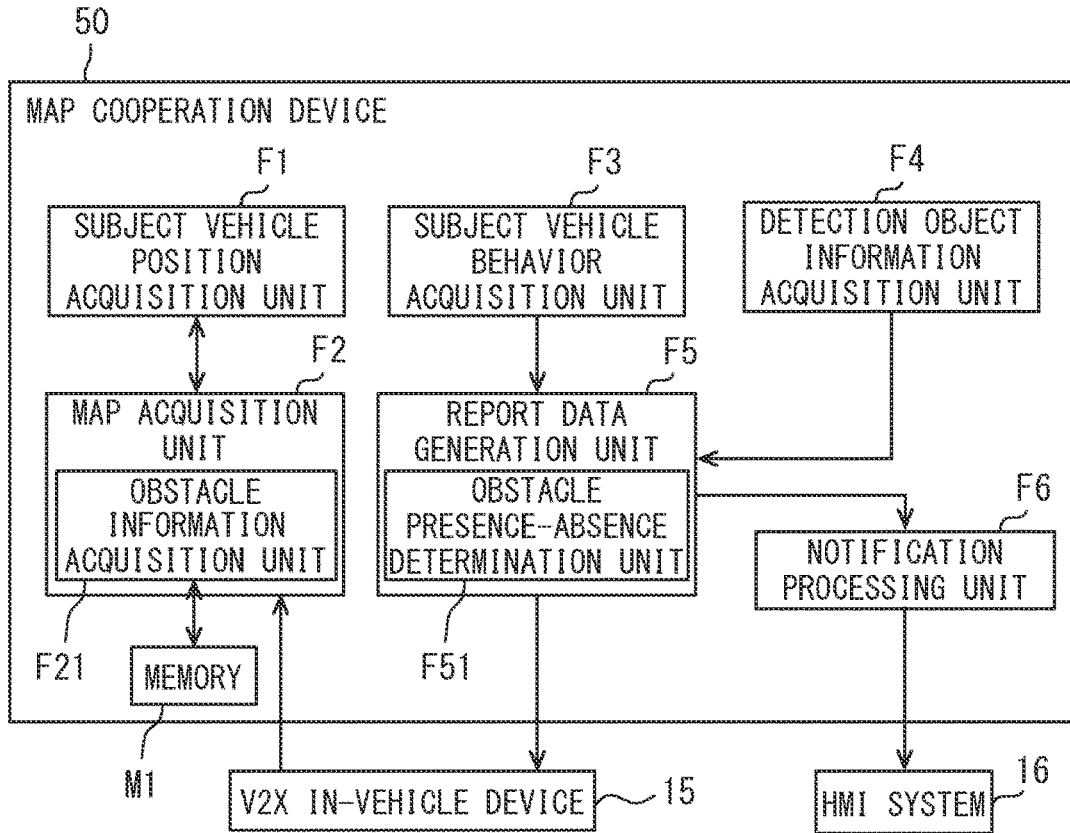 50
MAP COOPERATION DEVICE
F1
F3
F4
SUBJECT VEHICLE
POSITION
ACQUISITION UNIT
SUBJECT VEHICLE
BEHAVIOR
ACQUISITION UNIT
DETECTION OBJECT
INFORMATION
ACQUISITION UNIT
F2
F5
MAP ACQUISITION
UNIT
REPORT DATA
GENERATION UNIT
OBSTACLE
INFORMATION
ACQUISITION UNIT
OBSTACLE
PRESENCE-ABSENCE
DETERMINATION UNIT
F6
NOTIFICATION
PROCESSING UNIT
F21
MEMORY
F51
M1
V2X IN-VEHICLE DEVICE
15
HMI SYSTEM
16